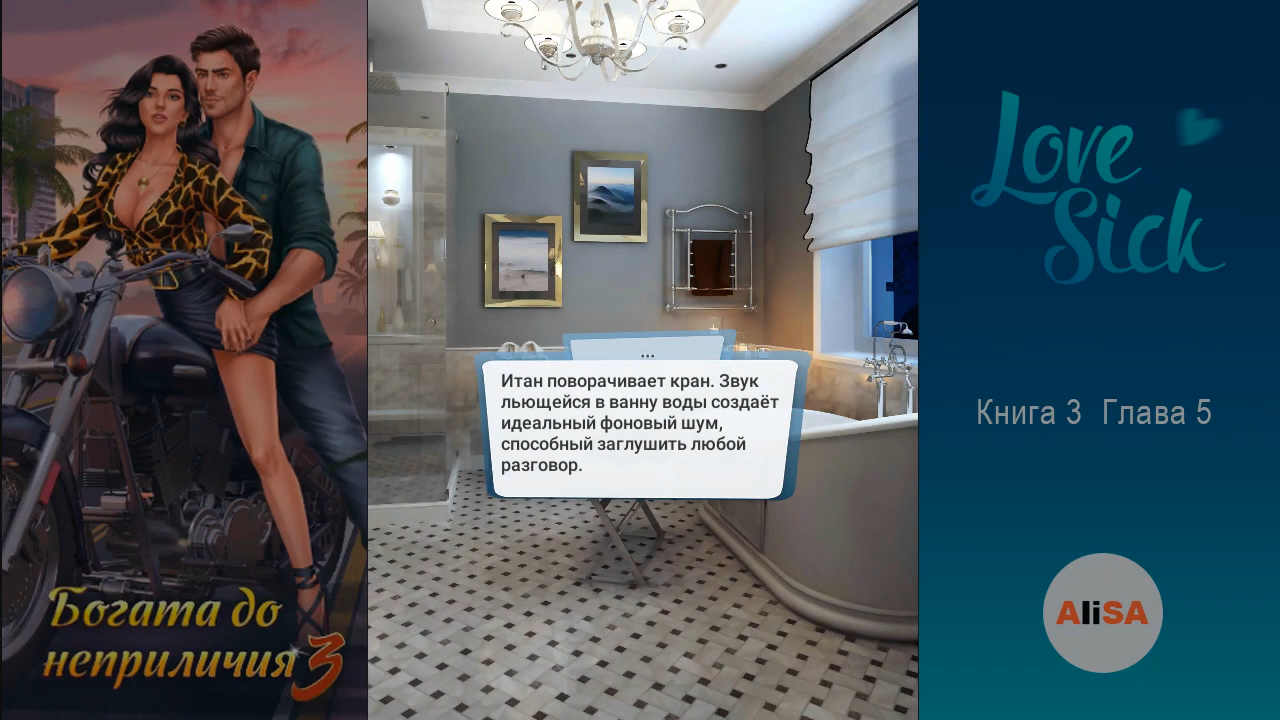 Богата до
неприличия 3
...
Итан поворачивает кран. Звук
льющейся в ванну воды создаёт
идеальный фоновый шум,
способный заглушить любой
разговор.
Love
Sick
Книга 3 Глава 5
AliSA